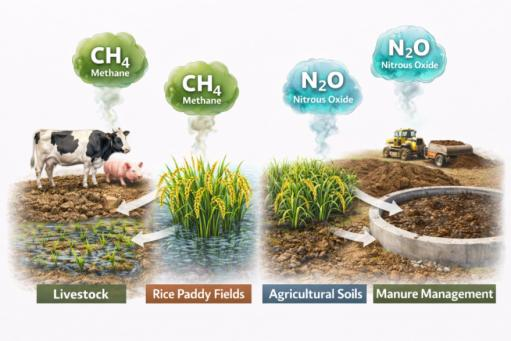 CH₄
Methane
CH₄
Methane
N₂O
Nitrous Oxide
N₂O
Nitrous Oxide
Livestock
Rice Paddy Fields
Agricultural Soils
Manure Management